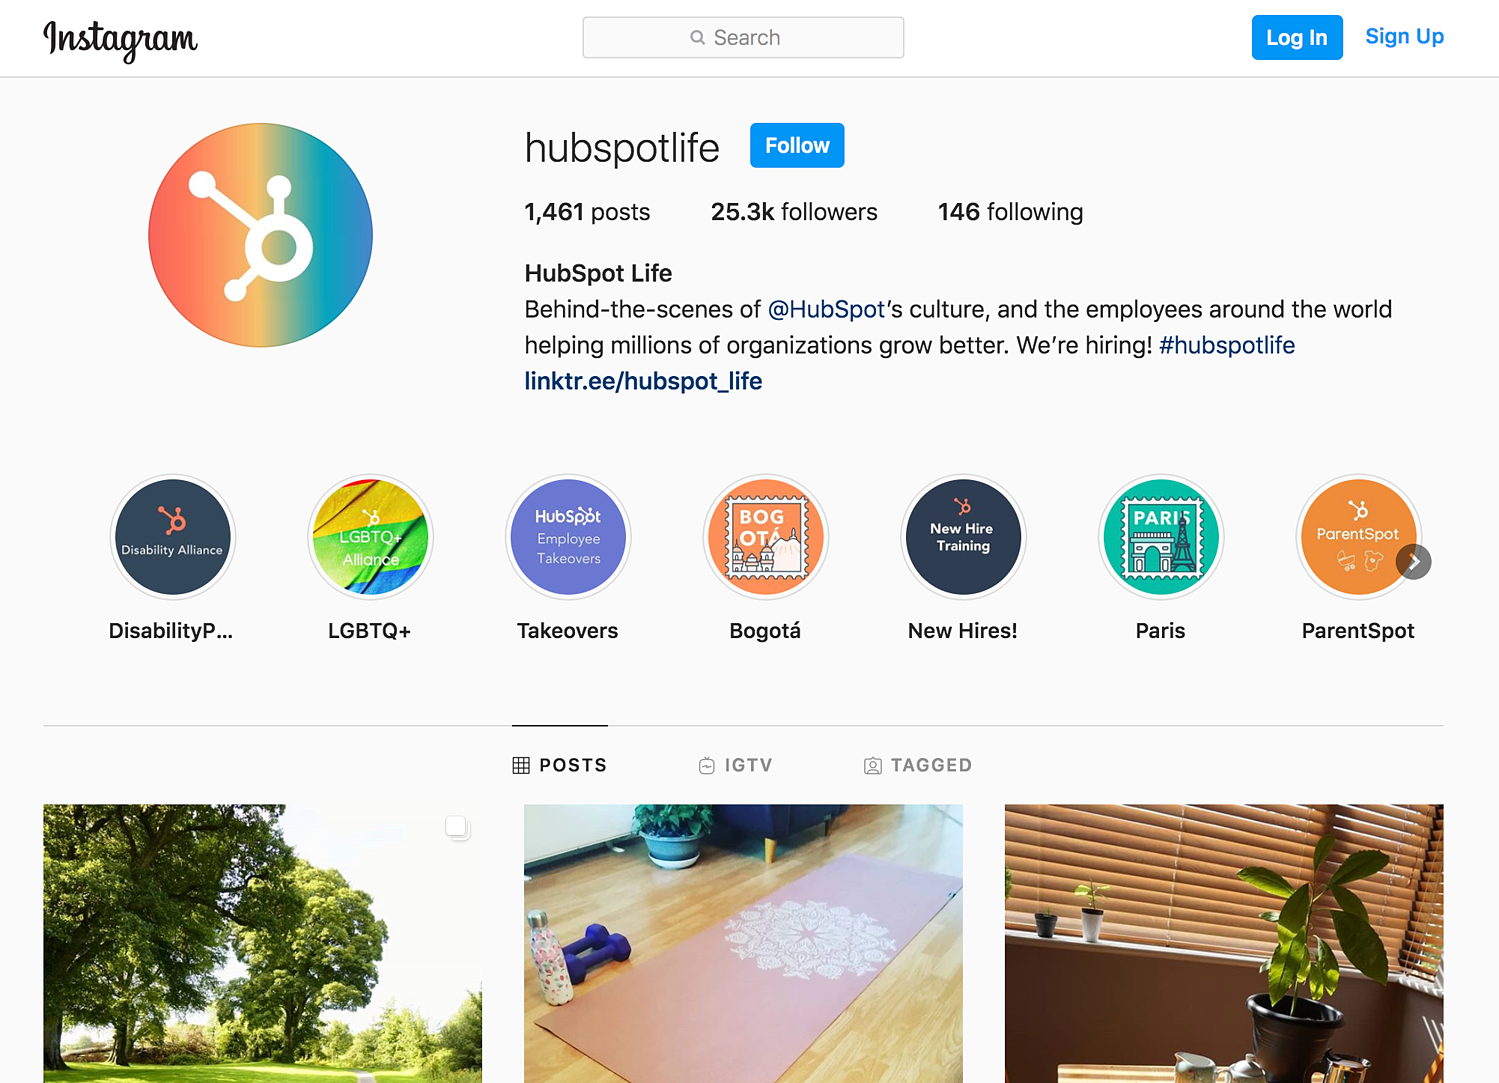 Instagram
Search
Log In
Sign Up
hubspotlife
Follow
1,461 posts
25.3k followers
146 following
HubSpot Life
Behind-the-scenes of @HubSpot's culture, and the employees around the world
helping millions of organizations grow better. We're hiring! #hubspotlife
linktr.ee/hubspot_life
Disability Alliance
LGBTQ+
Alliance
HubSpot
Employee
Takeovers
BOG
OTÁ
New Hire
Training
PARIS
ParentSpot
DisabilityP...
LGBTQ+
Takeovers
Bogotá
New Hires!
Paris
ParentSpot
POSTS
IGTV
TAGGED